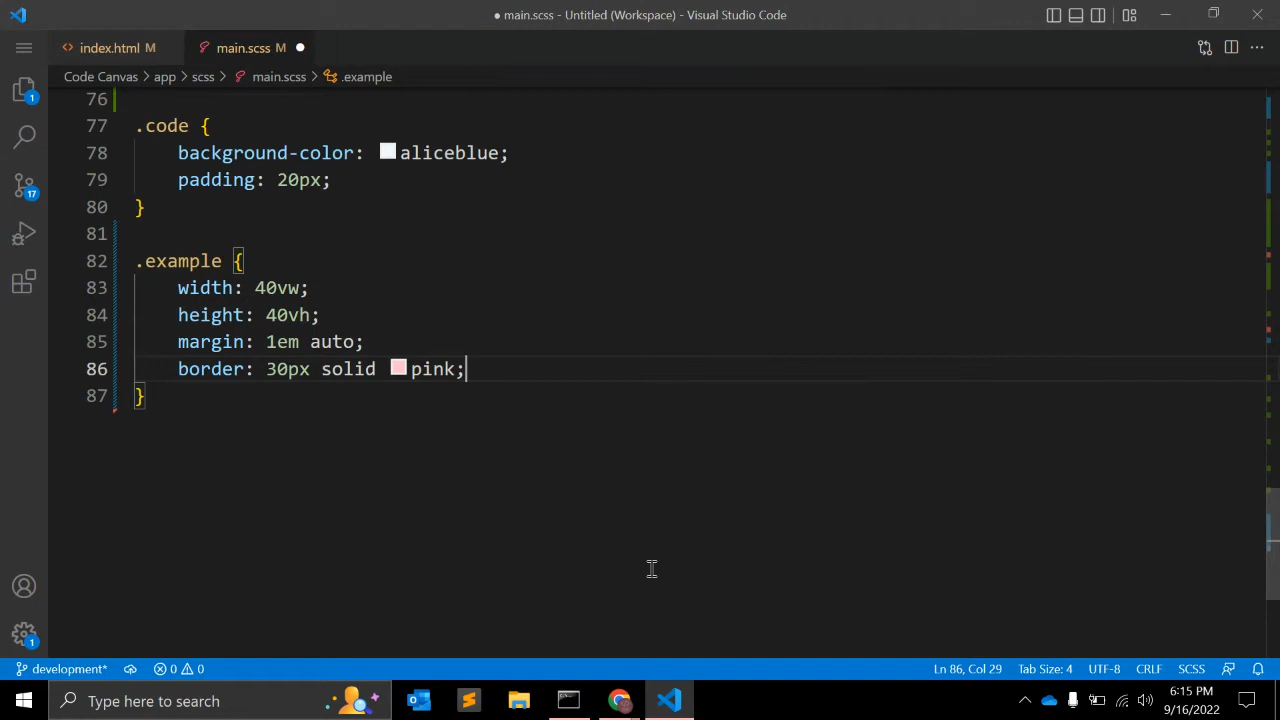 ● main.scss - Untitled (Workspace) - Visual Studio Code
<> index.html M
main.scss M ●
Code Canvas > app > scss > main.scss > .example
76
77 .code {
78 background-color: aliceblue;
79 padding: 20px;
80 }
81
82 .example {
83 width: 40vw;
84 height: 40vh;
85 margin: 1em auto;
86 border: 30px solid pink;
87 }
1
17
1
development* 0 0 Ln 86, Col 29 Tab Size: 4 UTF-8 CRLF SCSS
Type here to search
6:15 PM
9/16/2022